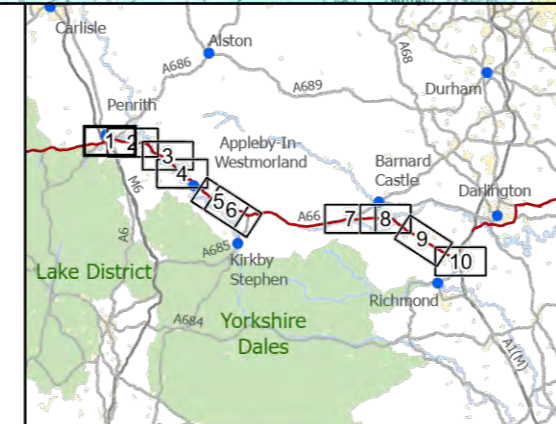 Carlisle
Alston
A68
A686
A689
Durham
Penrith
1
2
3
4
5
6
Appleby-In
Westmorland
Barnard
Castle
Darlington
M6
A6
A66
7
8
9
10
A685
Kirkby
Stephen
Lake District
Richmond
A684
Yorkshire
Dales
A1(M)